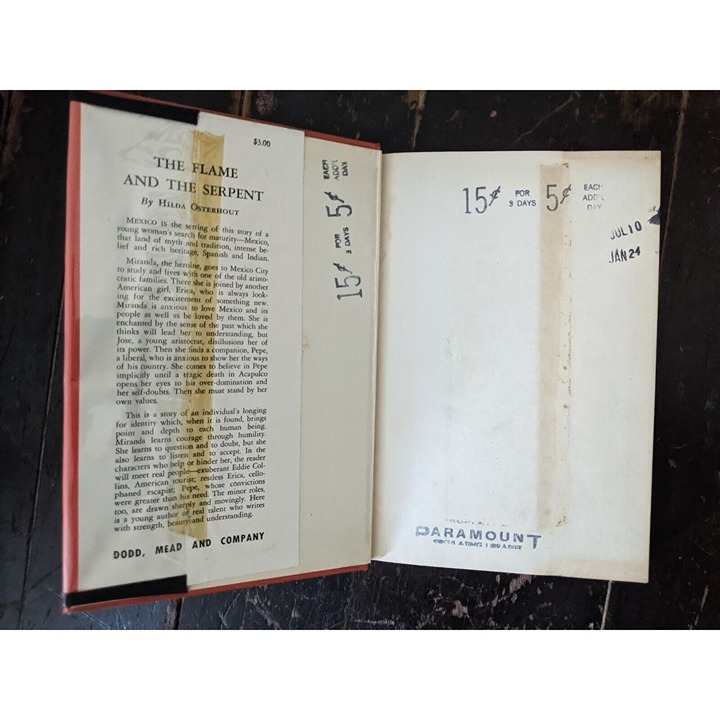 $3.00
THE FLAME
AND THE SERPENT
By HILDA OSTERHOUT
MEXICO is the setting of this story of a
young woman's search for maturity—Mexico,
that land of myth and tradition, intense be-
lief and rich heritage, Spanish and Indian.
Miranda, the heroine, goes to Mexico City
to study and lives with one of the old aristo-
cratic families. There she is joined by another
American girl, Erica, who is always look-
ing for the excitement of something new.
Miranda is anxious to love Mexico and its
people as well as be loved by them. She is
enchanted by the sense of the past which she
thinks will lead her to understanding, but
Jose, a young aristocrat, disillusions her of
its power. Then she finds a companion, Pepe,
a liberal, who is anxious to show her the ways
of his country. She comes to believe in Pepe
implicitly until a tragic death in Acapulco
opens her eyes to his over-domination and
her self-doubts. Then she must stand by her
own values.
This is a story of an individual's longing
for identity which, when it is found, brings
point and depth to each human being.
Miranda learns courage through humility.
She learns to question and to doubt, but she
also learns to listen and to accept. In the
characters who help or hinder her, the reader
will meet real people—exuberant Eddie Col-
lins, American tourist; restless Erica, cello-
phaned escapist; Pepe, whose convictions
were greater than his need. The minor roles,
too, are drawn sharply and movingly. Here
is a young author of real talent who writes
with strength, beauty and understanding.
DODD, MEAD AND COMPANY
15¢ FOR 3 DAYS 5¢ EACH ADD'L DAY
15¢ FOR 3 DAYS 5¢ EACH ADD'L DAY
JUL 10
JAN 24
PARAMOUNT
CIRCULATING LIBRARY